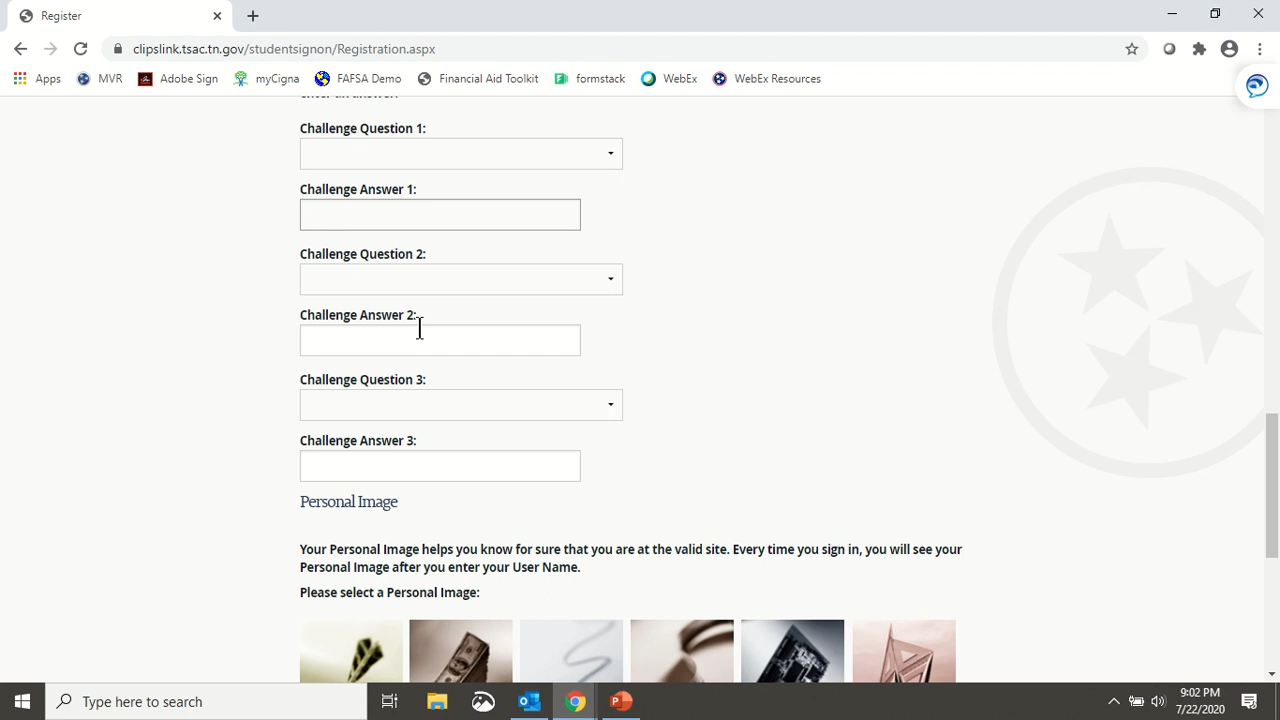 Register
clipslink.tsac.tn.gov/studentsignon/Registration.aspx
Apps MVR Adobe Sign myCigna FAFSA Demo Financial Aid Toolkit formstack WebEx WebEx Resources
enter an answer.
Challenge Question 1:
Challenge Answer 1:
Challenge Question 2:
Challenge Answer 2:
Challenge Question 3:
Challenge Answer 3:
Personal Image
Your Personal Image helps you know for sure that you are at the valid site. Every time you sign in, you will see your
Personal Image after you enter your User Name.
Please select a Personal Image:
Type here to search
9:02 PM
7/22/2020